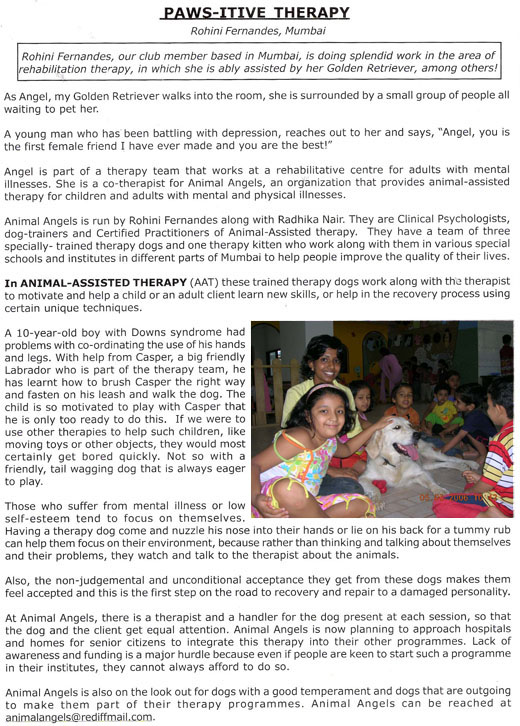 PAWS-ITIVE THERAPY
Rohini Fernandes, Mumbai
Rohini Fernandes, our club member based in Mumbai, is doing splendid work in the area of
rehabilitation therapy, in which she is ably assisted by her Golden Retriever, among others!
As Angel, my Golden Retriever walks into the room, she is surrounded by a small group of people all
waiting to pet her.
A young man who has been battling with depression, reaches out to her and says, "Angel, you is
the first female friend I have ever made and you are the best!"
Angel is part of a therapy team that works at a rehabilitative centre for adults with mental
illnesses. She is a co-therapist for Animal Angels, an organization that provides animal-assisted
therapy for children and adults with mental and physical illnesses.
Animal Angels is run by Rohini Fernandes along with Radhika Nair. They are Clinical Psychologists,
dog-trainers and Certified Practitioners of Animal-Assisted therapy. They have a team of three
specially- trained therapy dogs and one therapy kitten who work along with them in various special
schools and institutes in different parts of Mumbai to help people improve the quality of their lives.
In ANIMAL-ASSISTED THERAPY (AAT) these trained therapy dogs work along with the therapist
to motivate and help a child or an adult client learn new skills, or help in the recovery process using
certain unique techniques.
A 10-year-old boy with Downs syndrome had
problems with co-ordinating the use of his hands
and legs. With help from Casper, a big friendly
Labrador who is part of the therapy team, he
has learnt how to brush Casper the right way
and fasten on his leash and walk the dog. The
child is so motivated to play with Casper that
he is only too ready to do this. If we were to
use other therapies to help such children, like
moving toys or other objects, they would most
certainly get bored quickly. Not so with a
friendly, tail wagging dog that is always eager
to play.
Those who suffer from mental illness or low
self-esteem tend to focus on themselves.
Having a therapy dog come and nuzzle his nose into their hands or lie on his back for a tummy rub
can help them focus on their environment, because rather than thinking and talking about themselves
and their problems, they watch and talk to the therapist about the animals.
Also, the non-judgemental and unconditional acceptance they get from these dogs makes them
feel accepted and this is the first step on the road to recovery and repair to a damaged personality.
At Animal Angels, there is a therapist and a handler for the dog present at each session, so that
the dog and the client get equal attention. Animal Angels is now planning to approach hospitals
and homes for senior citizens to integrate this therapy into their other programmes. Lack of
awareness and funding is a major hurdle because even if people are keen to start such a programme
in their institutes, they cannot always afford to do so.
Animal Angels is also on the look out for dogs with a good temperament and dogs that are outgoing
to make them part of their therapy programmes. Animal Angels can be reached at
animalangels@rediffmail.com.